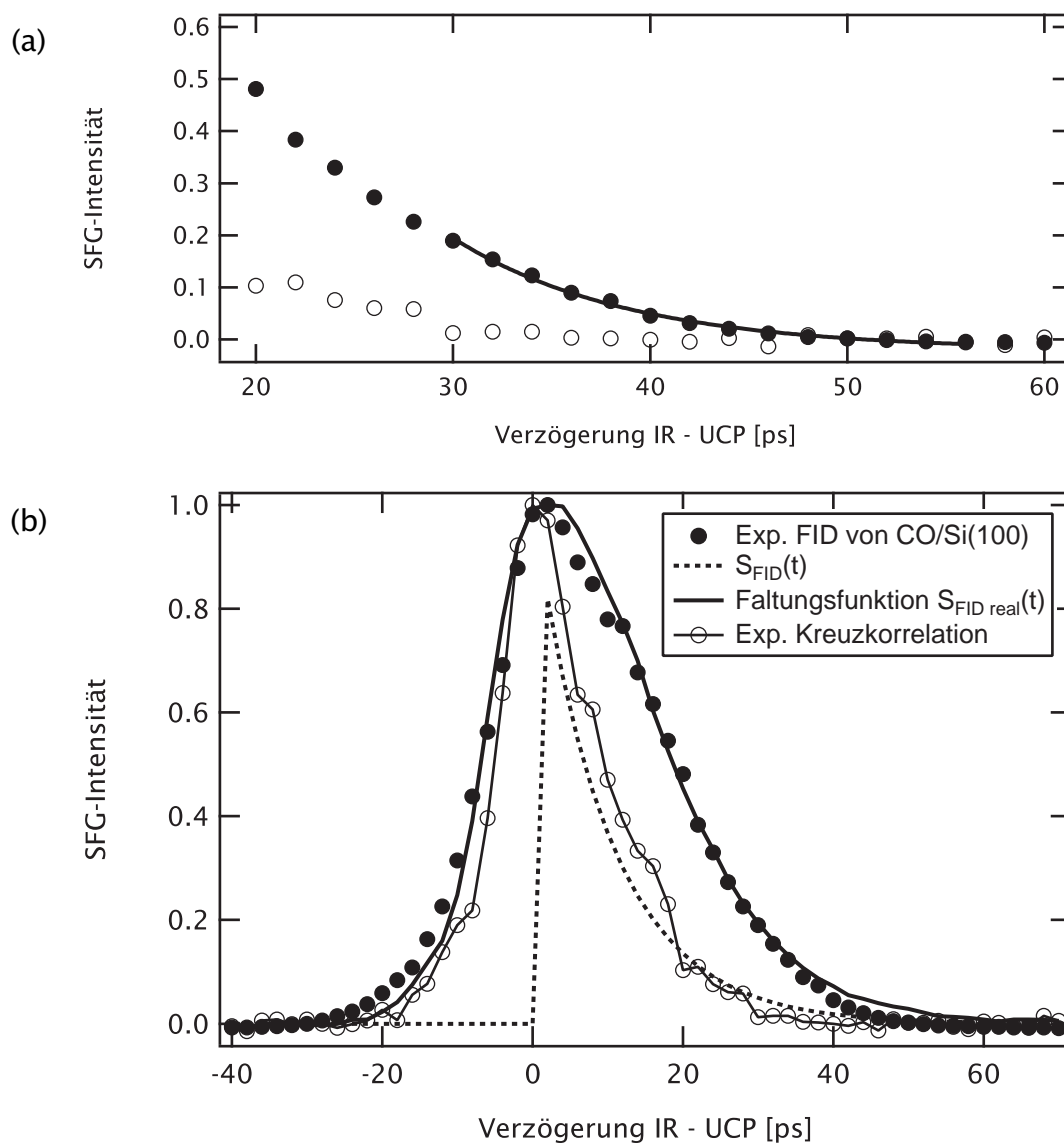 (a)
0.6
0.5
0.4
0.3
0.2
0.1
0.0
SFG-Intensität
20
30
40
50
60
Verzögerung IR - UCP [ps]
(b)
1.0
0.8
0.6
0.4
0.2
0.0
SFG-Intensität
Exp. FID von CO/Si(100)
S_FID(t)
Faltungsfunktion S_FID real(t)
Exp. Kreuzkorrelation
-40
-20
0
20
40
60
Verzögerung IR - UCP [ps]